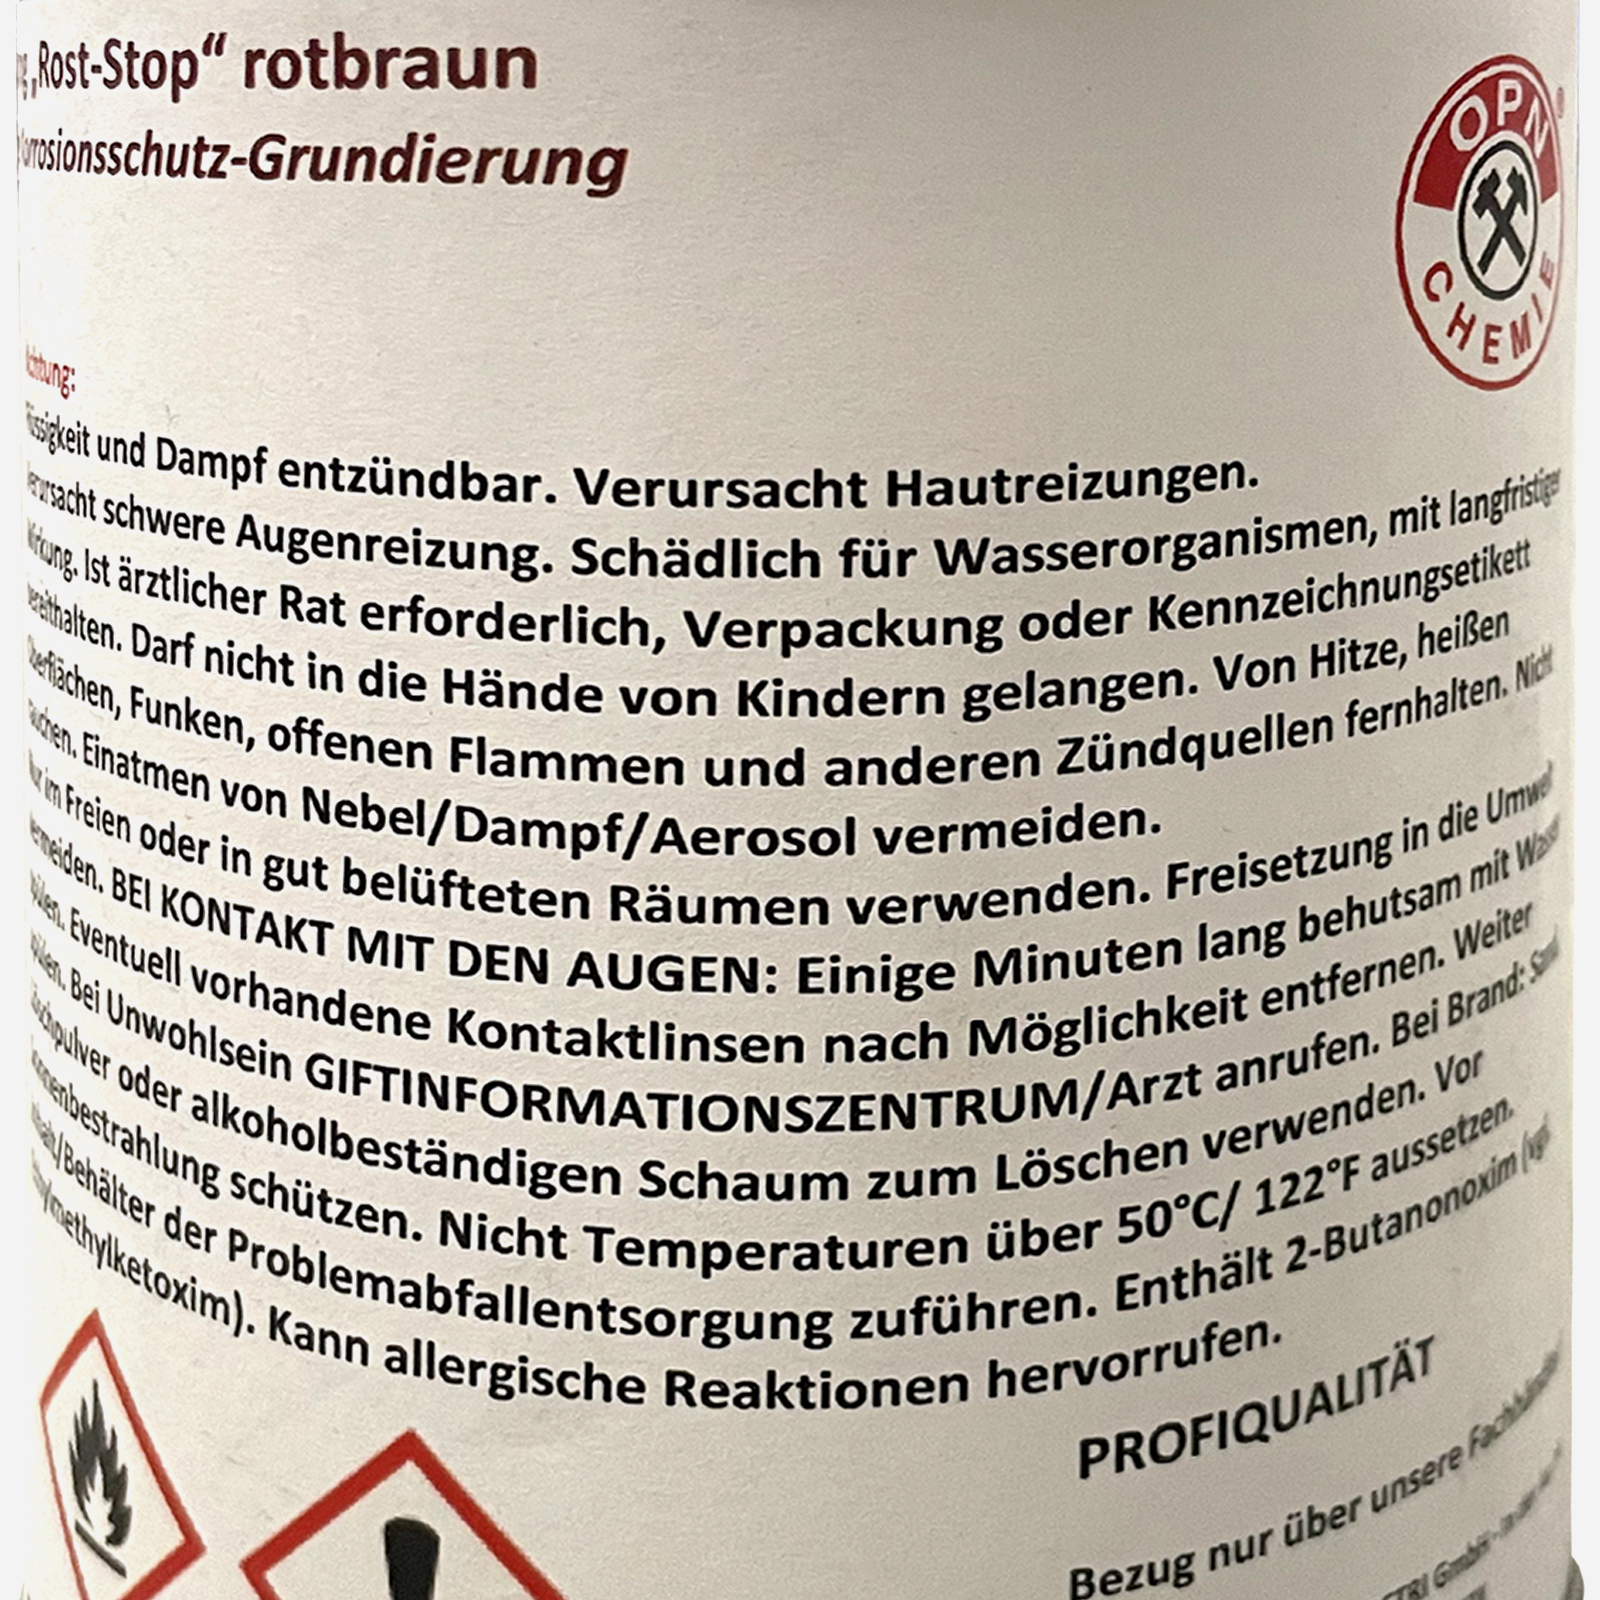 „Rost-Stop“ rotbraun
Korrosionsschutz-Grundierung
OPN
CHEMIE
Achtung:
Flüssigkeit und Dampf entzündbar. Verursacht Hautreizungen.
Verursacht schwere Augenreizung. Schädlich für Wasserorganismen, mit langfristiger
Wirkung. Ist ärztlicher Rat erforderlich, Verpackung oder Kennzeichnungsetikett
bereithalten. Darf nicht in die Hände von Kindern gelangen. Von Hitze, heißen
Oberflächen, Funken, offenen Flammen und anderen Zündquellen fernhalten. Nicht
rauchen. Einatmen von Nebel/Dampf/Aerosol vermeiden.
Nur im Freien oder in gut belüfteten Räumen verwenden. Freisetzung in die Umwelt
vermeiden. BEI KONTAKT MIT DEN AUGEN: Einige Minuten lang behutsam mit Wasser
spülen. Eventuell vorhandene Kontaktlinsen nach Möglichkeit entfernen. Weiter
spülen. Bei Unwohlsein GIFTINFORMATIONSZENTRUM/Arzt anrufen. Bei Brand: Sand,
Löschpulver oder alkoholbeständigen Schaum zum Löschen verwenden. Vor
Sonnenbestrahlung schützen. Nicht Temperaturen über 50°C/ 122°F aussetzen.
Inhalt/Behälter der Problemabfallentsorgung zuführen. Enthält 2-Butanonoxim (vgl.
Ethylmethylketoxim). Kann allergische Reaktionen hervorrufen.
PROFIQUALITÄT
Bezug nur über unsere Fachhändler
GmbH